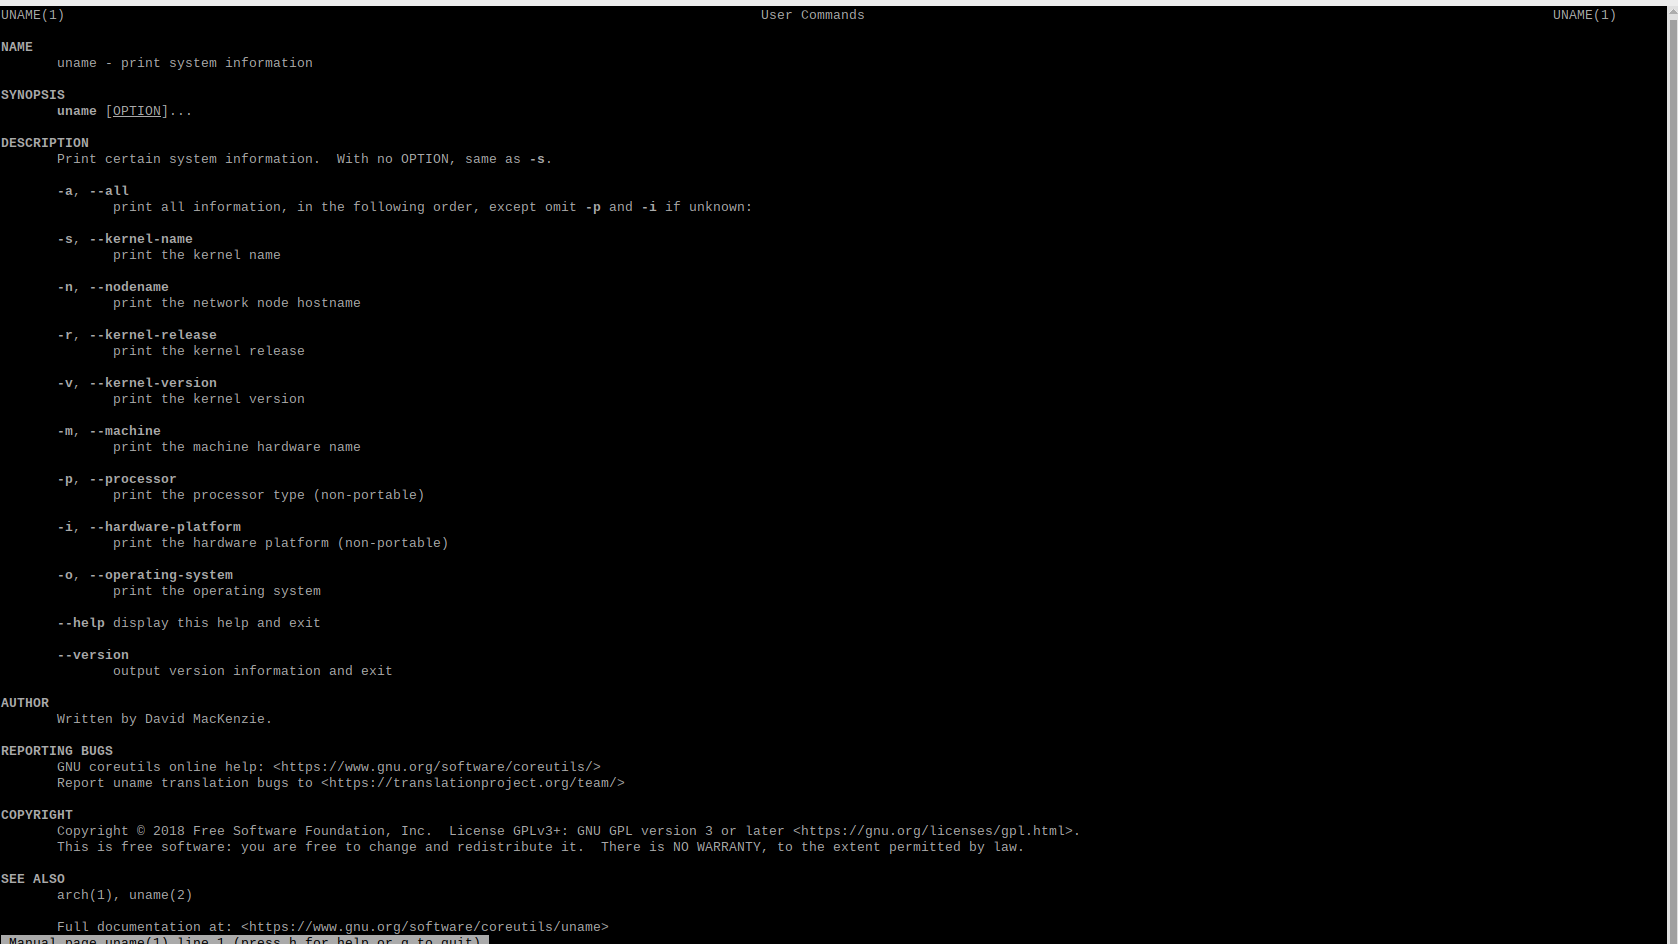 UNAME(1) User Commands UNAME(1)
NAME
uname - print system information
SYNOPSIS
uname [OPTION]...
DESCRIPTION
Print certain system information.  With no OPTION, same as -s.
-a, --all
print all information, in the following order, except omit -p and -i if unknown:
-s, --kernel-name
print the kernel name
-n, --nodename
print the network node hostname
-r, --kernel-release
print the kernel release
-v, --kernel-version
print the kernel version
-m, --machine
print the machine hardware name
-p, --processor
print the processor type (non-portable)
-i, --hardware-platform
print the hardware platform (non-portable)
-o, --operating-system
print the operating system
--help display this help and exit
--version
output version information and exit
AUTHOR
Written by David MacKenzie.
REPORTING BUGS
GNU coreutils online help: <https://www.gnu.org/software/coreutils/>
Report uname translation bugs to <https://translationproject.org/team/>
COPYRIGHT
Copyright © 2018 Free Software Foundation, Inc.  License GPLv3+: GNU GPL version 3 or later <https://gnu.org/licenses/gpl.html>.
This is free software: you are free to change and redistribute it.  There is NO WARRANTY, to the extent permitted by law.
SEE ALSO
arch(1), uname(2)
Full documentation at: <https://www.gnu.org/software/coreutils/uname>
Manual page uname(1) line 1 (press h for help or q to quit)